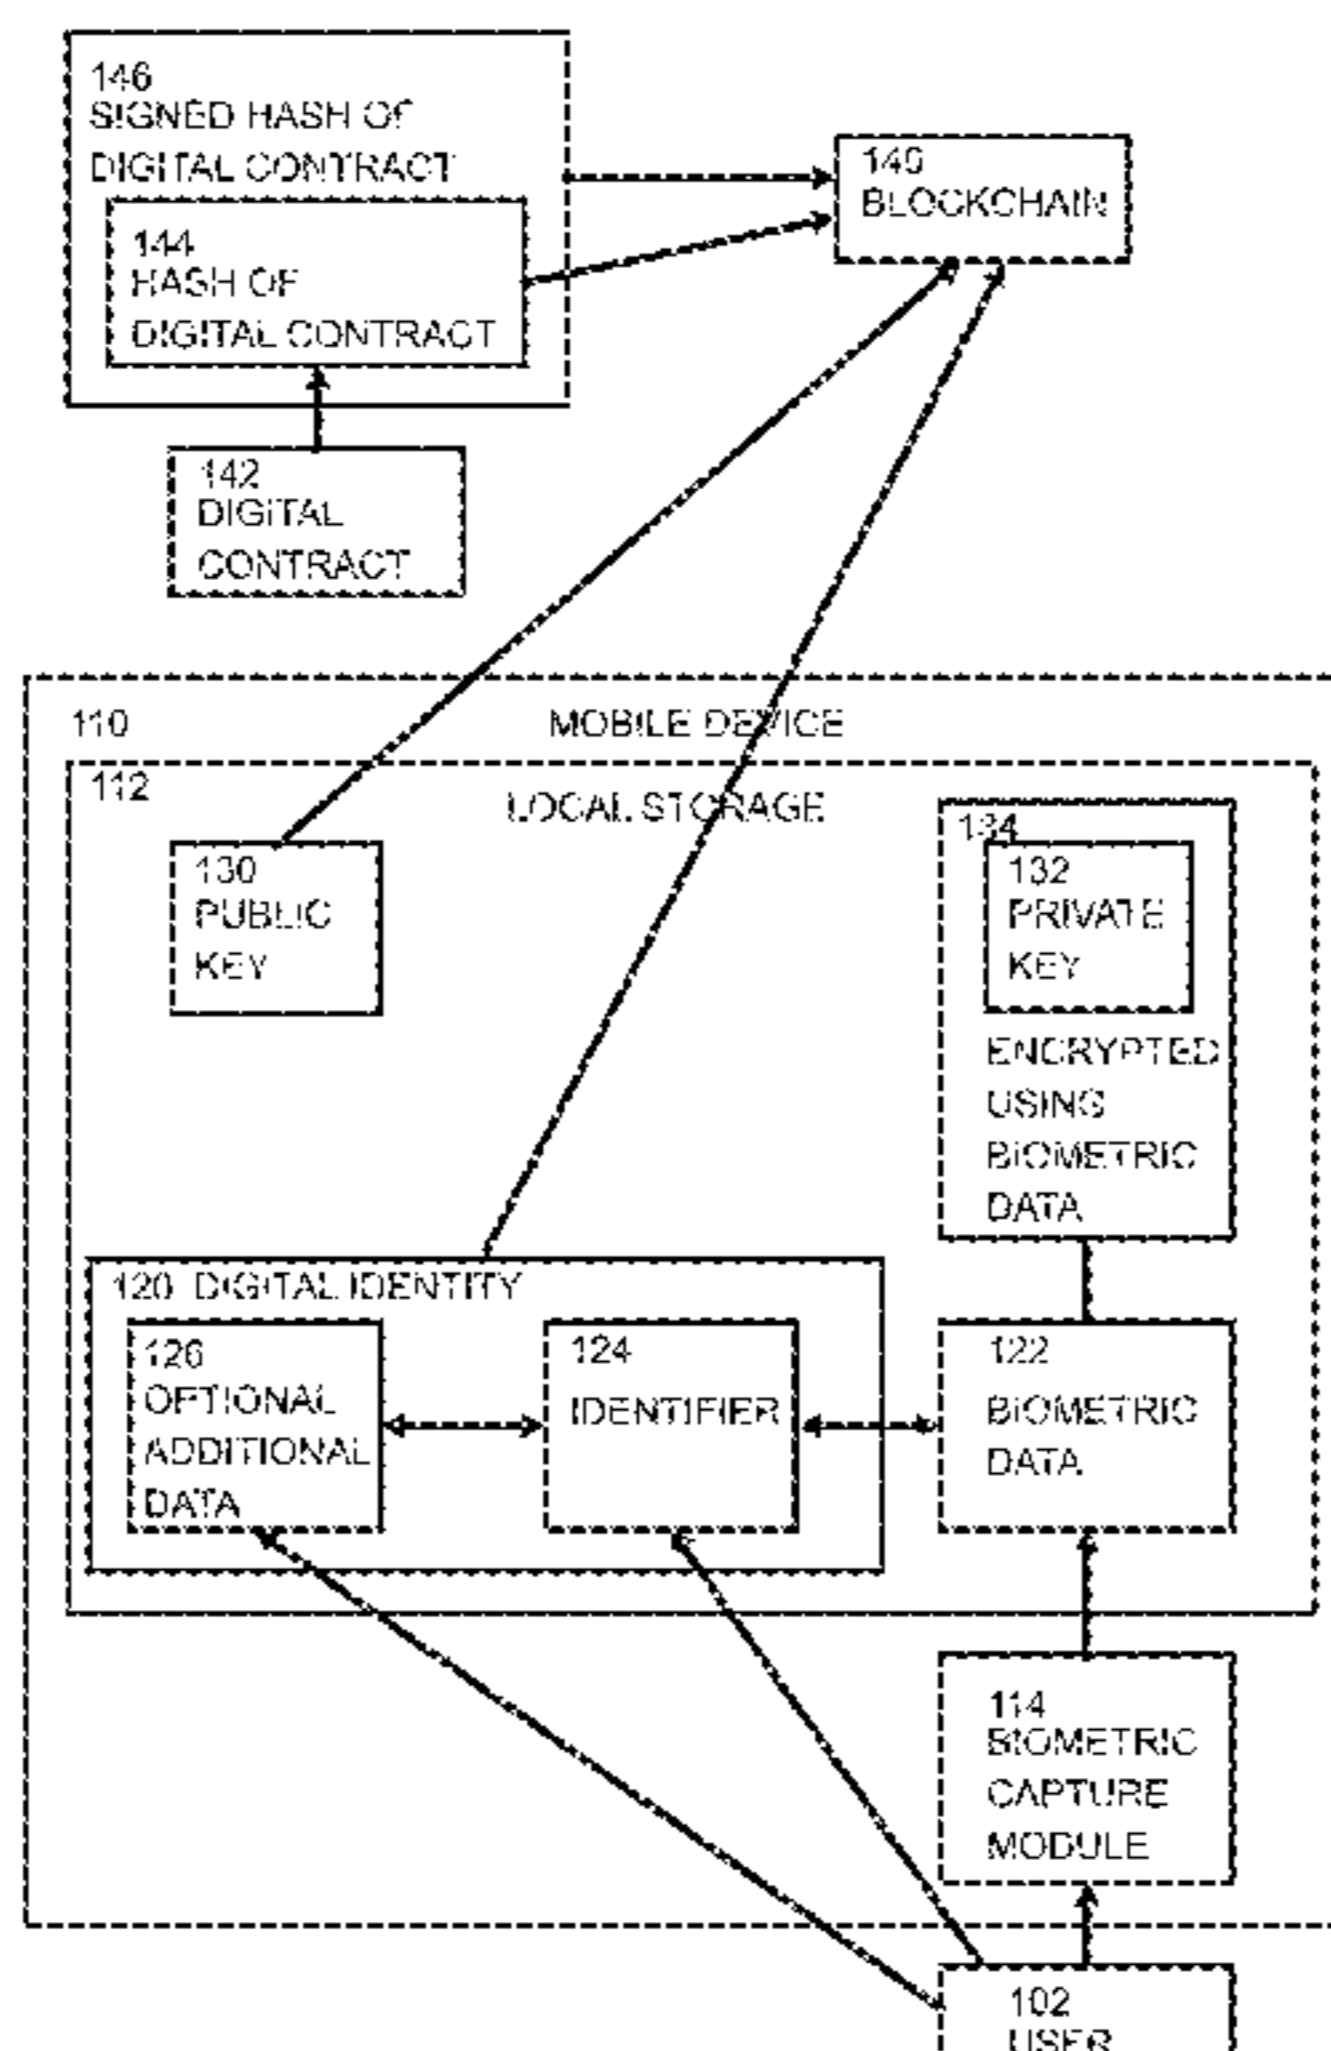 146
SIGNED HASH OF
DIGITAL CONTRACT
144
HASH OF
DIGITAL CONTRACT
140
BLOCKCHAIN
142
DIGITAL
CONTRACT
110 MOBILE DEVICE
112 LOCAL STORAGE
130
PUBLIC
KEY
134
132
PRIVATE
KEY
ENCRYPTED
USING
BIOMETRIC
DATA
120 DIGITAL IDENTITY
126
OPTIONAL
ADDITIONAL
DATA
124
IDENTIFIER
122
BIOMETRIC
DATA
114
BIOMETRIC
CAPTURE
MODULE
102
USER